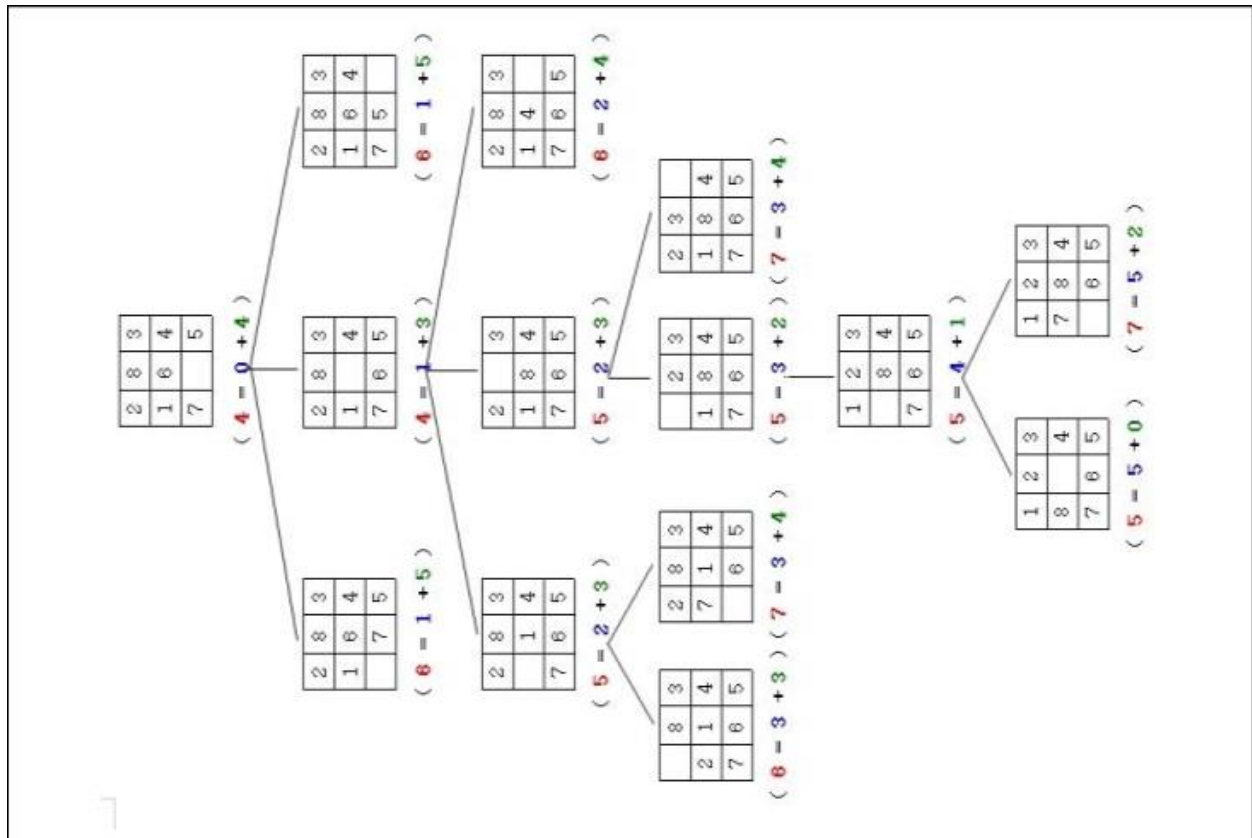 2 8 3
1 6 4
7 5
( 4 = 0 + 4 )
2 8 3 2 8 3 2 8 3
1 6 4 1 4 1 6 4
7 5 7 6 5 7 5
( 6 = 1 + 5 ) ( 4 = 1 + 3 ) ( 6 = 1 + 5 )
2 8 3 2 3 2 8 3
1 4 1 8 4 1 4
7 6 5 7 6 5 7 6 5
( 5 = 2 + 3 ) ( 5 = 2 + 3 ) ( 6 = 2 + 4 )
8 3 2 8 3 2 3 2 3
2 1 4 7 1 4 1 8 4 1 8 4
7 6 5 6 5 7 6 5 7 6 5
( 6 = 3 + 3 ) ( 7 = 3 + 4 ) ( 5 = 3 + 2 ) ( 7 = 3 + 4 )
1 2 3
8 4
7 6 5
( 5 = 4 + 1 )
1 2 3 1 2 3
8 4 7 8 4
7 6 5 6 5
( 5 = 5 + 0 ) ( 7 = 5 + 2 )